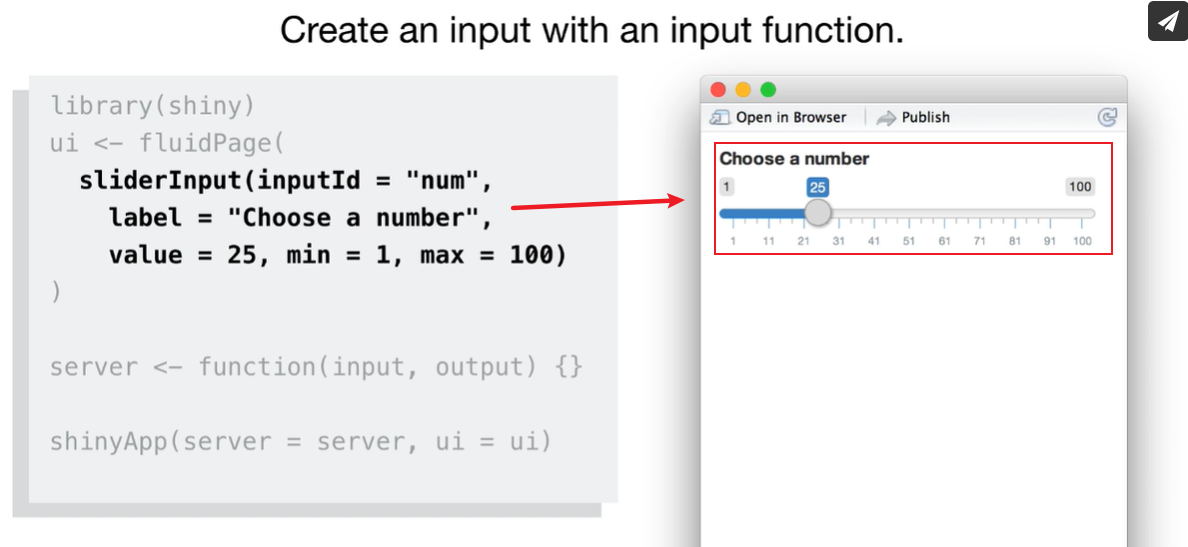 Create an input with an input function.
library(shiny)
ui <- fluidPage(
sliderInput(inputId = "num",
label = "Choose a number",
value = 25, min = 1, max = 100)
)
server <- function(input, output) {}
shinyApp(server = server, ui = ui)
Open in Browser Publish
Choose a number
1 25 100
1 11 21 31 41 51 61 71 81 91 100